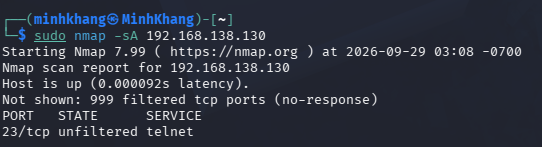 ┌──(minhkhang㉿MinhKhang)-[~]
└─$ sudo nmap -sA 192.168.138.130
Starting Nmap 7.99 ( https://nmap.org ) at 2026-09-29 03:08 -0700
Nmap scan report for 192.168.138.130
Host is up (0.000092s latency).
Not shown: 999 filtered tcp ports (no-response)
PORT   STATE      SERVICE
23/tcp unfiltered telnet